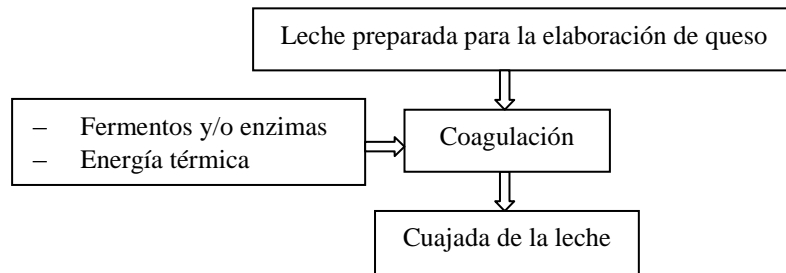 Leche preparada para la elaboración de queso
– Fermentos y/o enzimas
– Energía térmica
Coagulación
Cuajada de la leche